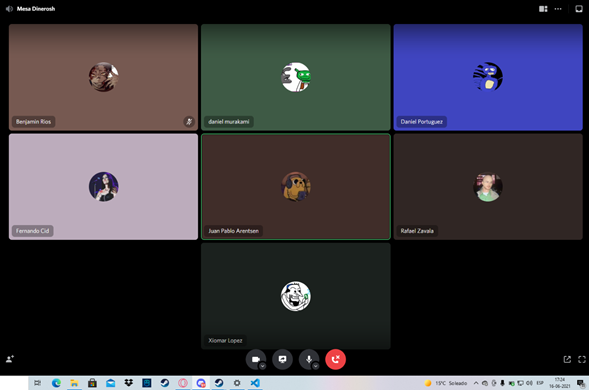 Mesa Dinerosh
Benjamin Rios
daniel murakami
Daniel Portuguez
Fernando Cid
Juan Pablo Arentsen
Rafael Zavala
Xiomar Lopez
15°C Soleado
ESP
17:24
16-06-2021